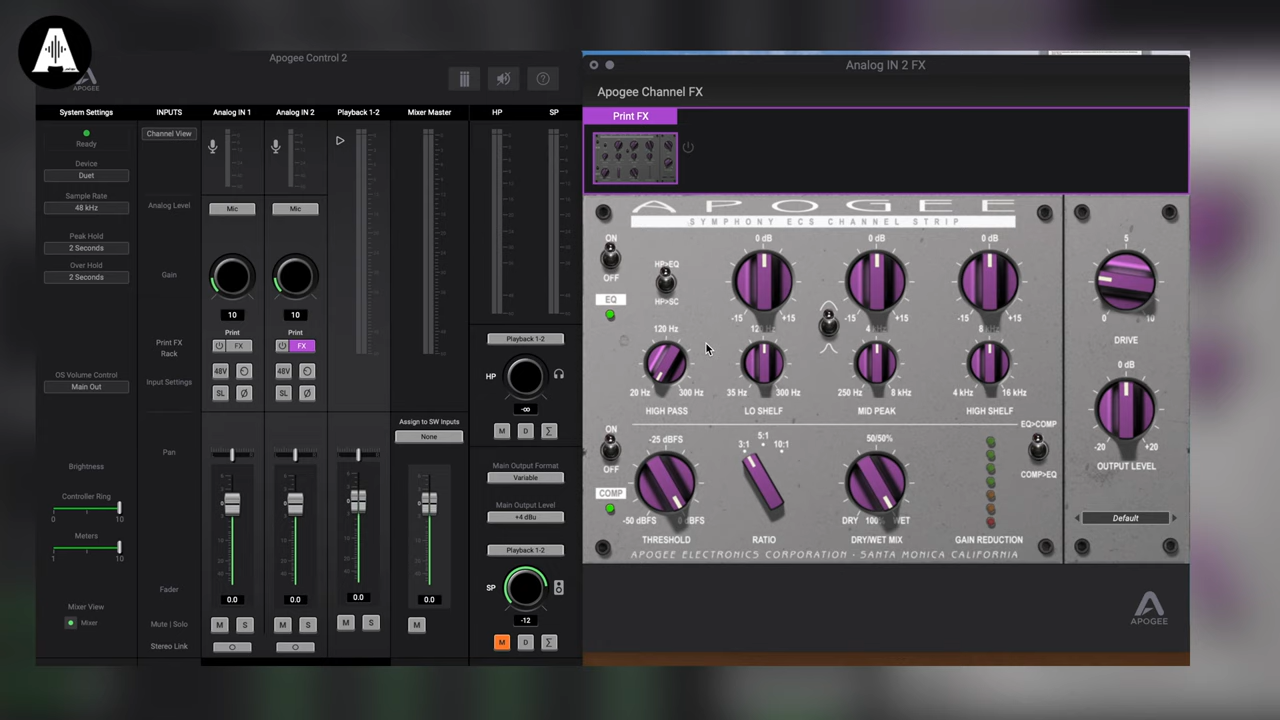 Apogee Control 2
APOGEE
System Settings
Ready
Device
Duet
Sample Rate
48 kHz
Peak Hold
2 Seconds
Over Hold
2 Seconds
OS Volume Control
Main Out
Brightness
Controller Ring
0 10
Meters
1 10
Mixer View
Mixer
INPUTS
Channel View
Analog Level
Gain
Print FX
Rack
Input Settings
Pan
Fader
Mute | Solo
Stereo Link
Analog IN 1
Mic
10
Print
FX
48V
SL Ø
0.0
M S
Analog IN 2
Mic
10
Print
FX
48V
SL Ø
0.0
M S
Playback 1-2
0.0
M S
Mixer Master
Assign to SW Inputs
None
0.0
M
HP SP
Playback 1-2
HP
-∞
M D Σ
Main Output Format
Variable
Main Output Level
+4 dBu
Playback 1-2
SP
-12
M D Σ
Analog IN 2 FX
Apogee Channel FX
Print FX
APOGEE
SYMPHONY ECS CHANNEL STRIP
ON
OFF
EQ
HP>EQ
HP>SC
120 Hz
20 Hz 300 Hz
HIGH PASS
0 dB
-15 +15
35 Hz 300 Hz
LO SHELF
0 dB
-15 +15
250 Hz 8 kHz
MID PEAK
0 dB
-15 +15
4 kHz 16 kHz
HIGH SHELF
ON
OFF
COMP
-25 dBFS
-50 dBFS 0 dBFS
THRESHOLD
3:1 5:1 10:1
RATIO
50/50%
DRY 100% WET
DRY/WET MIX
GAIN REDUCTION
EQ>COMP
COMP>EQ
APOGEE ELECTRONICS CORPORATION • SANTA MONICA CALIFORNIA
5
0 10
DRIVE
0 dB
-20 +20
OUTPUT LEVEL
Default
APOGEE